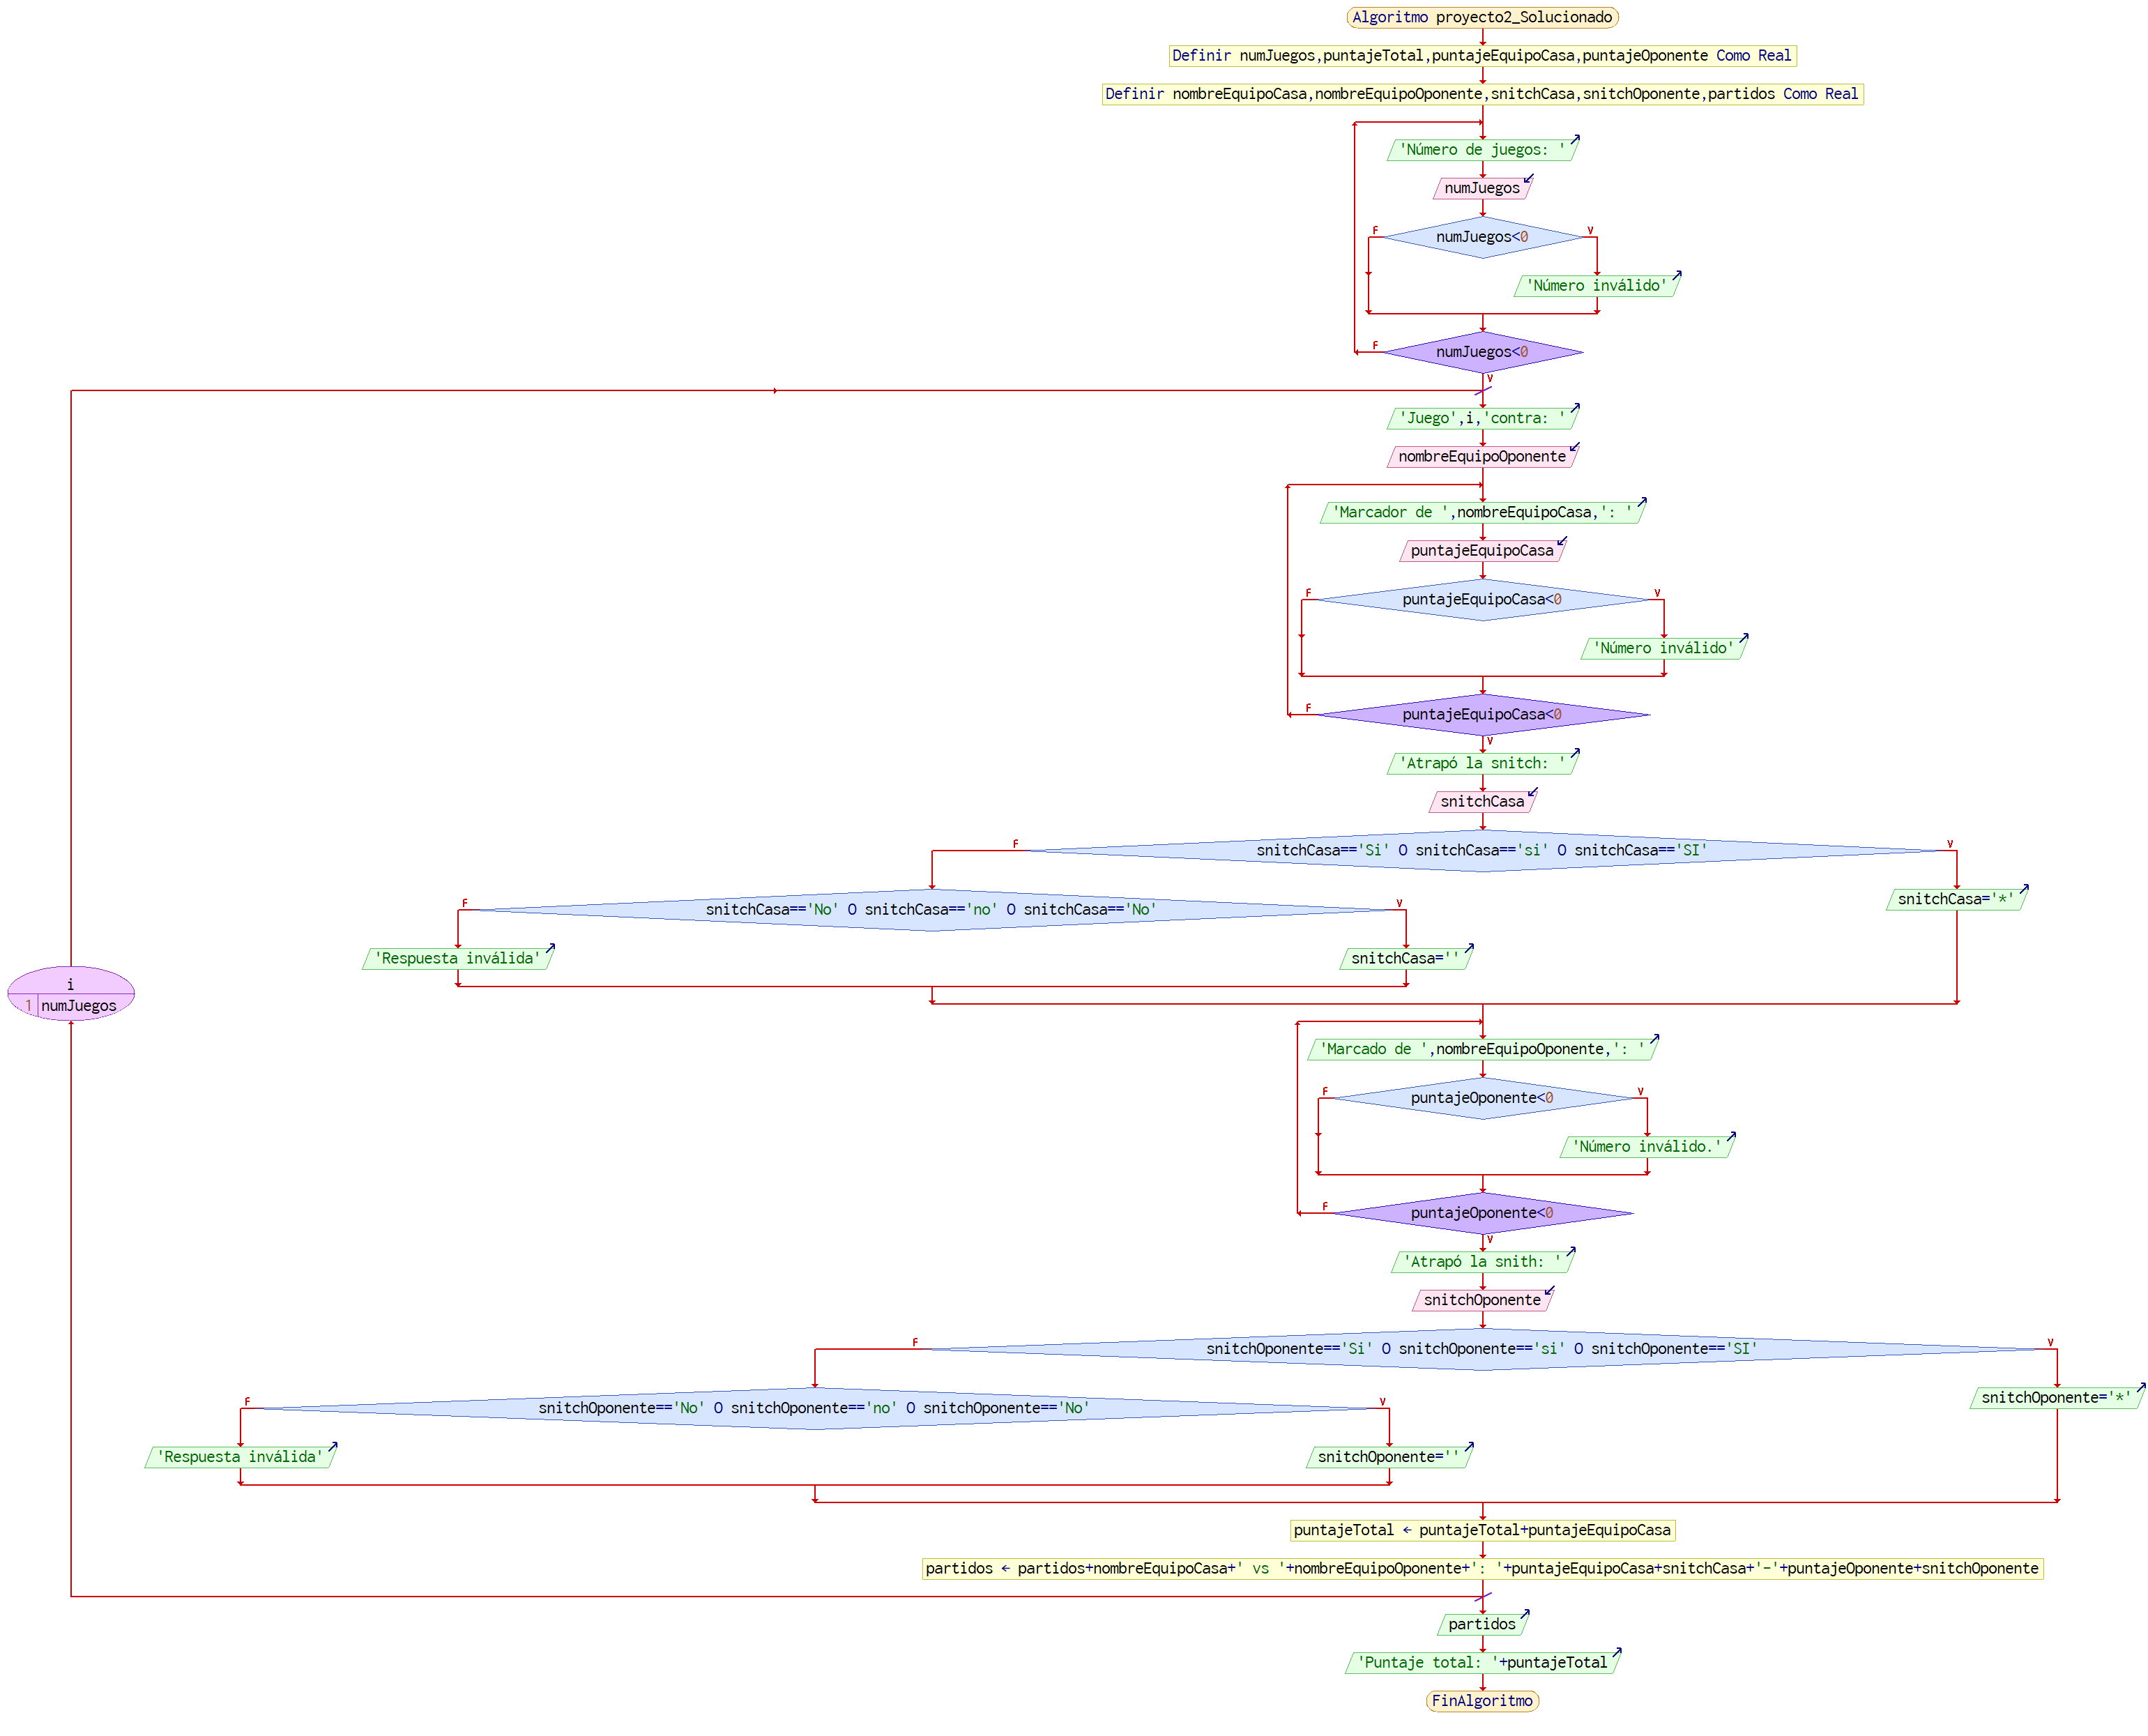 Algoritmo proyecto2_Solucionado
Definir numJuegos,puntajeTotal,puntajeEquipoCasa,puntajeOponente Como Real
Definir nombreEquipoCasa,nombreEquipoOponente,snitchCasa,snitchOponente,partidos Como Real
'Número de juegos: '
numJuegos
F
numJuegos<0
V
'Número inválido'
F
numJuegos<0
V
'Juego',i,'contra: '
nombreEquipoOponente
'Marcador de ',nombreEquipoCasa,': '
puntajeEquipoCasa
F
puntajeEquipoCasa<0
V
'Número inválido'
F
puntajeEquipoCasa<0
V
'Atrapó la snitch: '
snitchCasa
F
snitchCasa=='Si' O snitchCasa=='si' O snitchCasa=='SI'
V
snitchCasa='*'
F
snitchCasa=='No' O snitchCasa=='no' O snitchCasa=='No'
V
'Respuesta inválida'
snitchCasa=''
i
1 numJuegos
'Marcado de ',nombreEquipoOponente,': '
F
puntajeOponente<0
V
'Número inválido.'
F
puntajeOponente<0
V
'Atrapó la snith: '
snitchOponente
F
snitchOponente=='Si' O snitchOponente=='si' O snitchOponente=='SI'
V
snitchOponente='*'
F
snitchOponente=='No' O snitchOponente=='no' O snitchOponente=='No'
V
'Respuesta inválida'
snitchOponente=''
puntajeTotal ← puntajeTotal+puntajeEquipoCasa
partidos ← partidos+nombreEquipoCasa+' vs '+nombreEquipoOponente+': '+puntajeEquipoCasa+snitchCasa+'-'+puntajeOponente+snitchOponente
partidos
'Puntaje total: '+puntajeTotal
FinAlgoritmo